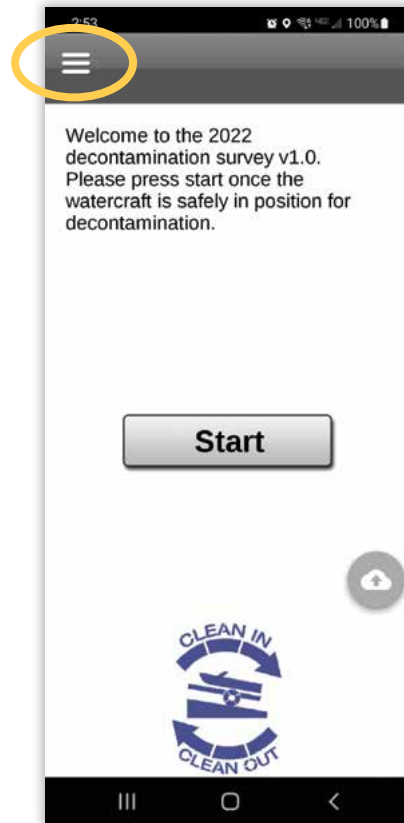 2:53
100%
Welcome to the 2022
decontamination survey v1.0.
Please press start once the
watercraft is safely in position for
decontamination.
Start
CLEAN IN
CLEAN OUT